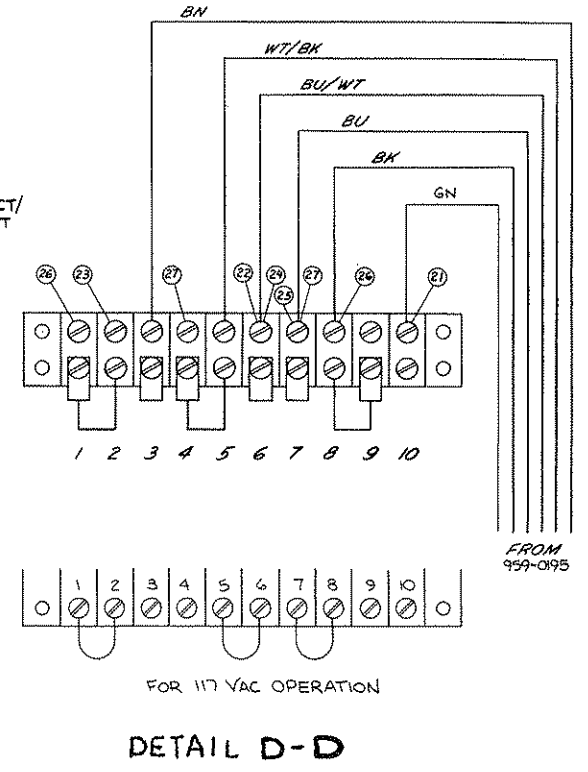 BN
WT/BK
BU/WT
BU
BK
GN
CT/
T
26 23 27 22 24 25 27 26 21
1 2 3 4 5 6 7 8 9 10
FROM
959-0195
1 2 3 4 5 6 7 8 9 10
FOR 117 VAC OPERATION
DETAIL D-D